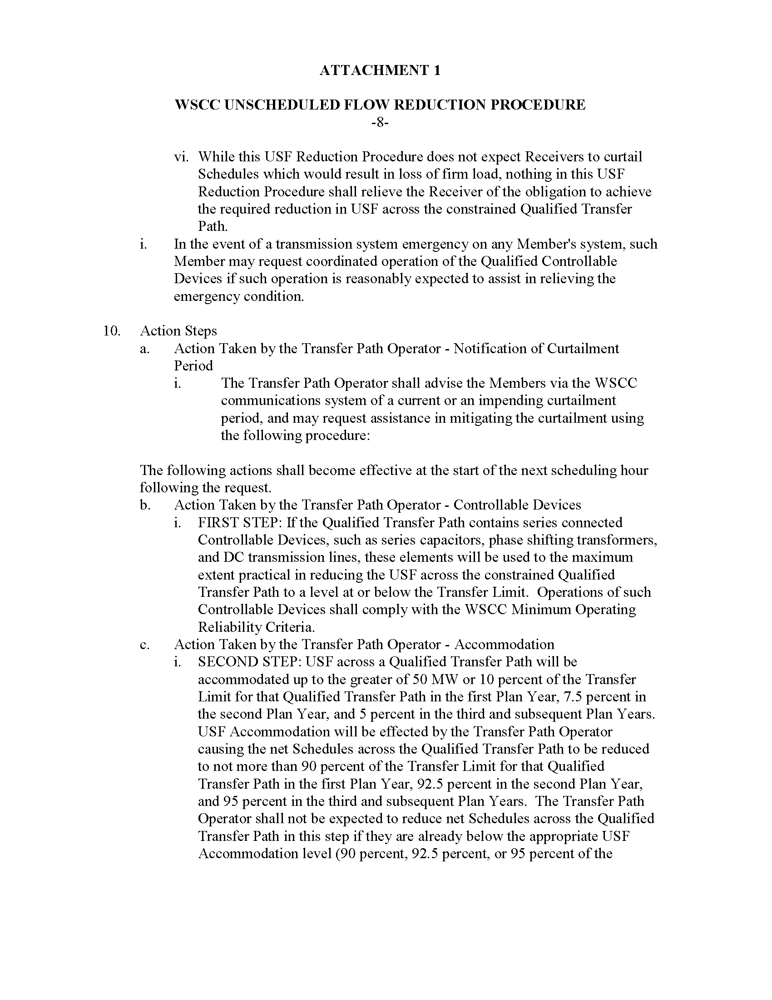 ATTACHMENT 1
WSCC UNSCHEDULED FLOW REDUCTION PROCEDURE
-8-
vi. While this USF Reduction Procedure does not expect Receivers to curtail
Schedules which would result in loss of firm load, nothing in this USF
Reduction Procedure shall relieve the Receiver of the obligation to achieve
the required reduction in USF across the constrained Qualified Transfer
Path.
i. In the event of a transmission system emergency on any Member's system, such
Member may request coordinated operation of the Qualified Controllable
Devices if such operation is reasonably expected to assist in relieving the
emergency condition.
10. Action Steps
a. Action Taken by the Transfer Path Operator - Notification of Curtailment
Period
i. The Transfer Path Operator shall advise the Members via the WSCC
communications system of a current or an impending curtailment
period, and may request assistance in mitigating the curtailment using
the following procedure:
The following actions shall become effective at the start of the next scheduling hour
following the request.
b. Action Taken by the Transfer Path Operator - Controllable Devices
i. FIRST STEP: If the Qualified Transfer Path contains series connected
Controllable Devices, such as series capacitors, phase shifting transformers,
and DC transmission lines, these elements will be used to the maximum
extent practical in reducing the USF across the constrained Qualified
Transfer Path to a level at or below the Transfer Limit.  Operations of such
Controllable Devices shall comply with the WSCC Minimum Operating
Reliability Criteria.
c. Action Taken by the Transfer Path Operator - Accommodation
i. SECOND STEP: USF across a Qualified Transfer Path will be
accommodated up to the greater of 50 MW or 10 percent of the Transfer
Limit for that Qualified Transfer Path in the first Plan Year, 7.5 percent in
the second Plan Year, and 5 percent in the third and subsequent Plan Years.
USF Accommodation will be effected by the Transfer Path Operator
causing the net Schedules across the Qualified Transfer Path to be reduced
to not more than 90 percent of the Transfer Limit for that Qualified
Transfer Path in the first Plan Year, 92.5 percent in the second Plan Year,
and 95 percent in the third and subsequent Plan Years.  The Transfer Path
Operator shall not be expected to reduce net Schedules across the Qualified
Transfer Path in this step if they are already below the appropriate USF
Accommodation level (90 percent, 92.5 percent, or 95 percent of the